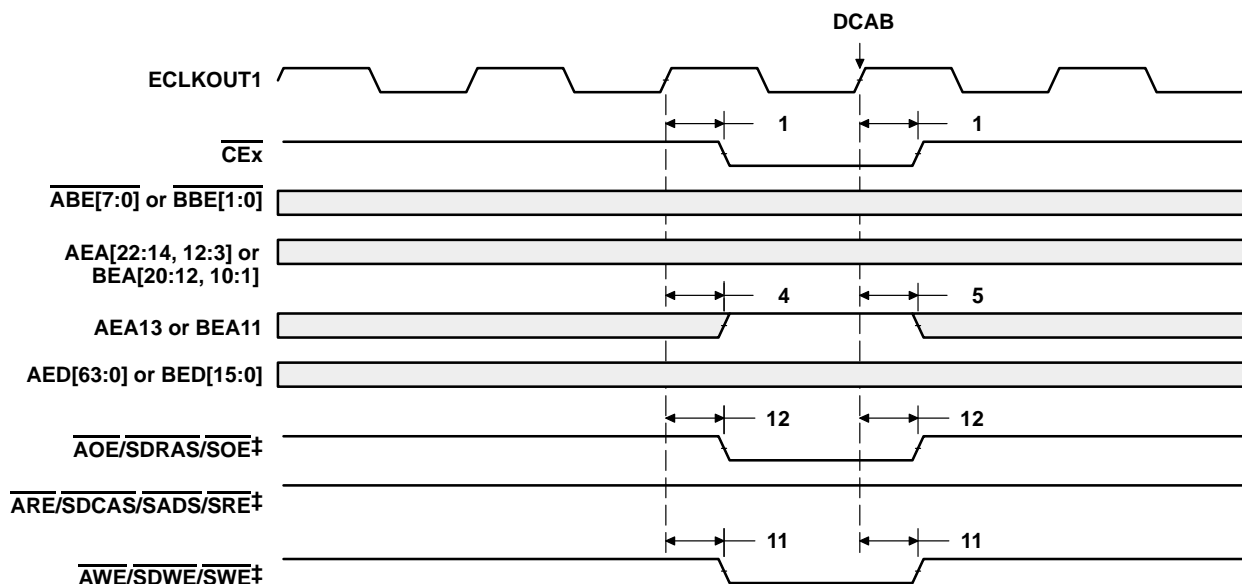 DCAB
ECLKOUT1
1 1
CEx
ABE[7:0] or BBE[1:0]
AEA[22:14, 12:3] or
BEA[20:12, 10:1]
4 5
AEA13 or BEA11
AED[63:0] or BED[15:0]
12 12
AOE/SDRAS/SOE‡
ARE/SDCAS/SADS/SRE‡
11 11
AWE/SDWE/SWE‡